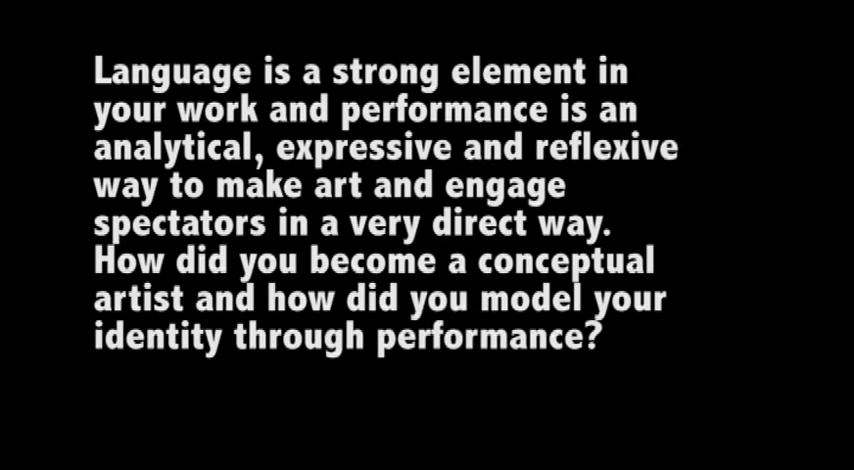 Language is a strong element in
your work and performance is an
analytical, expressive and reflexive
way to make art and engage
spectators in a very direct way.
How did you become a conceptual
artist and how did you model your
identity through performance?